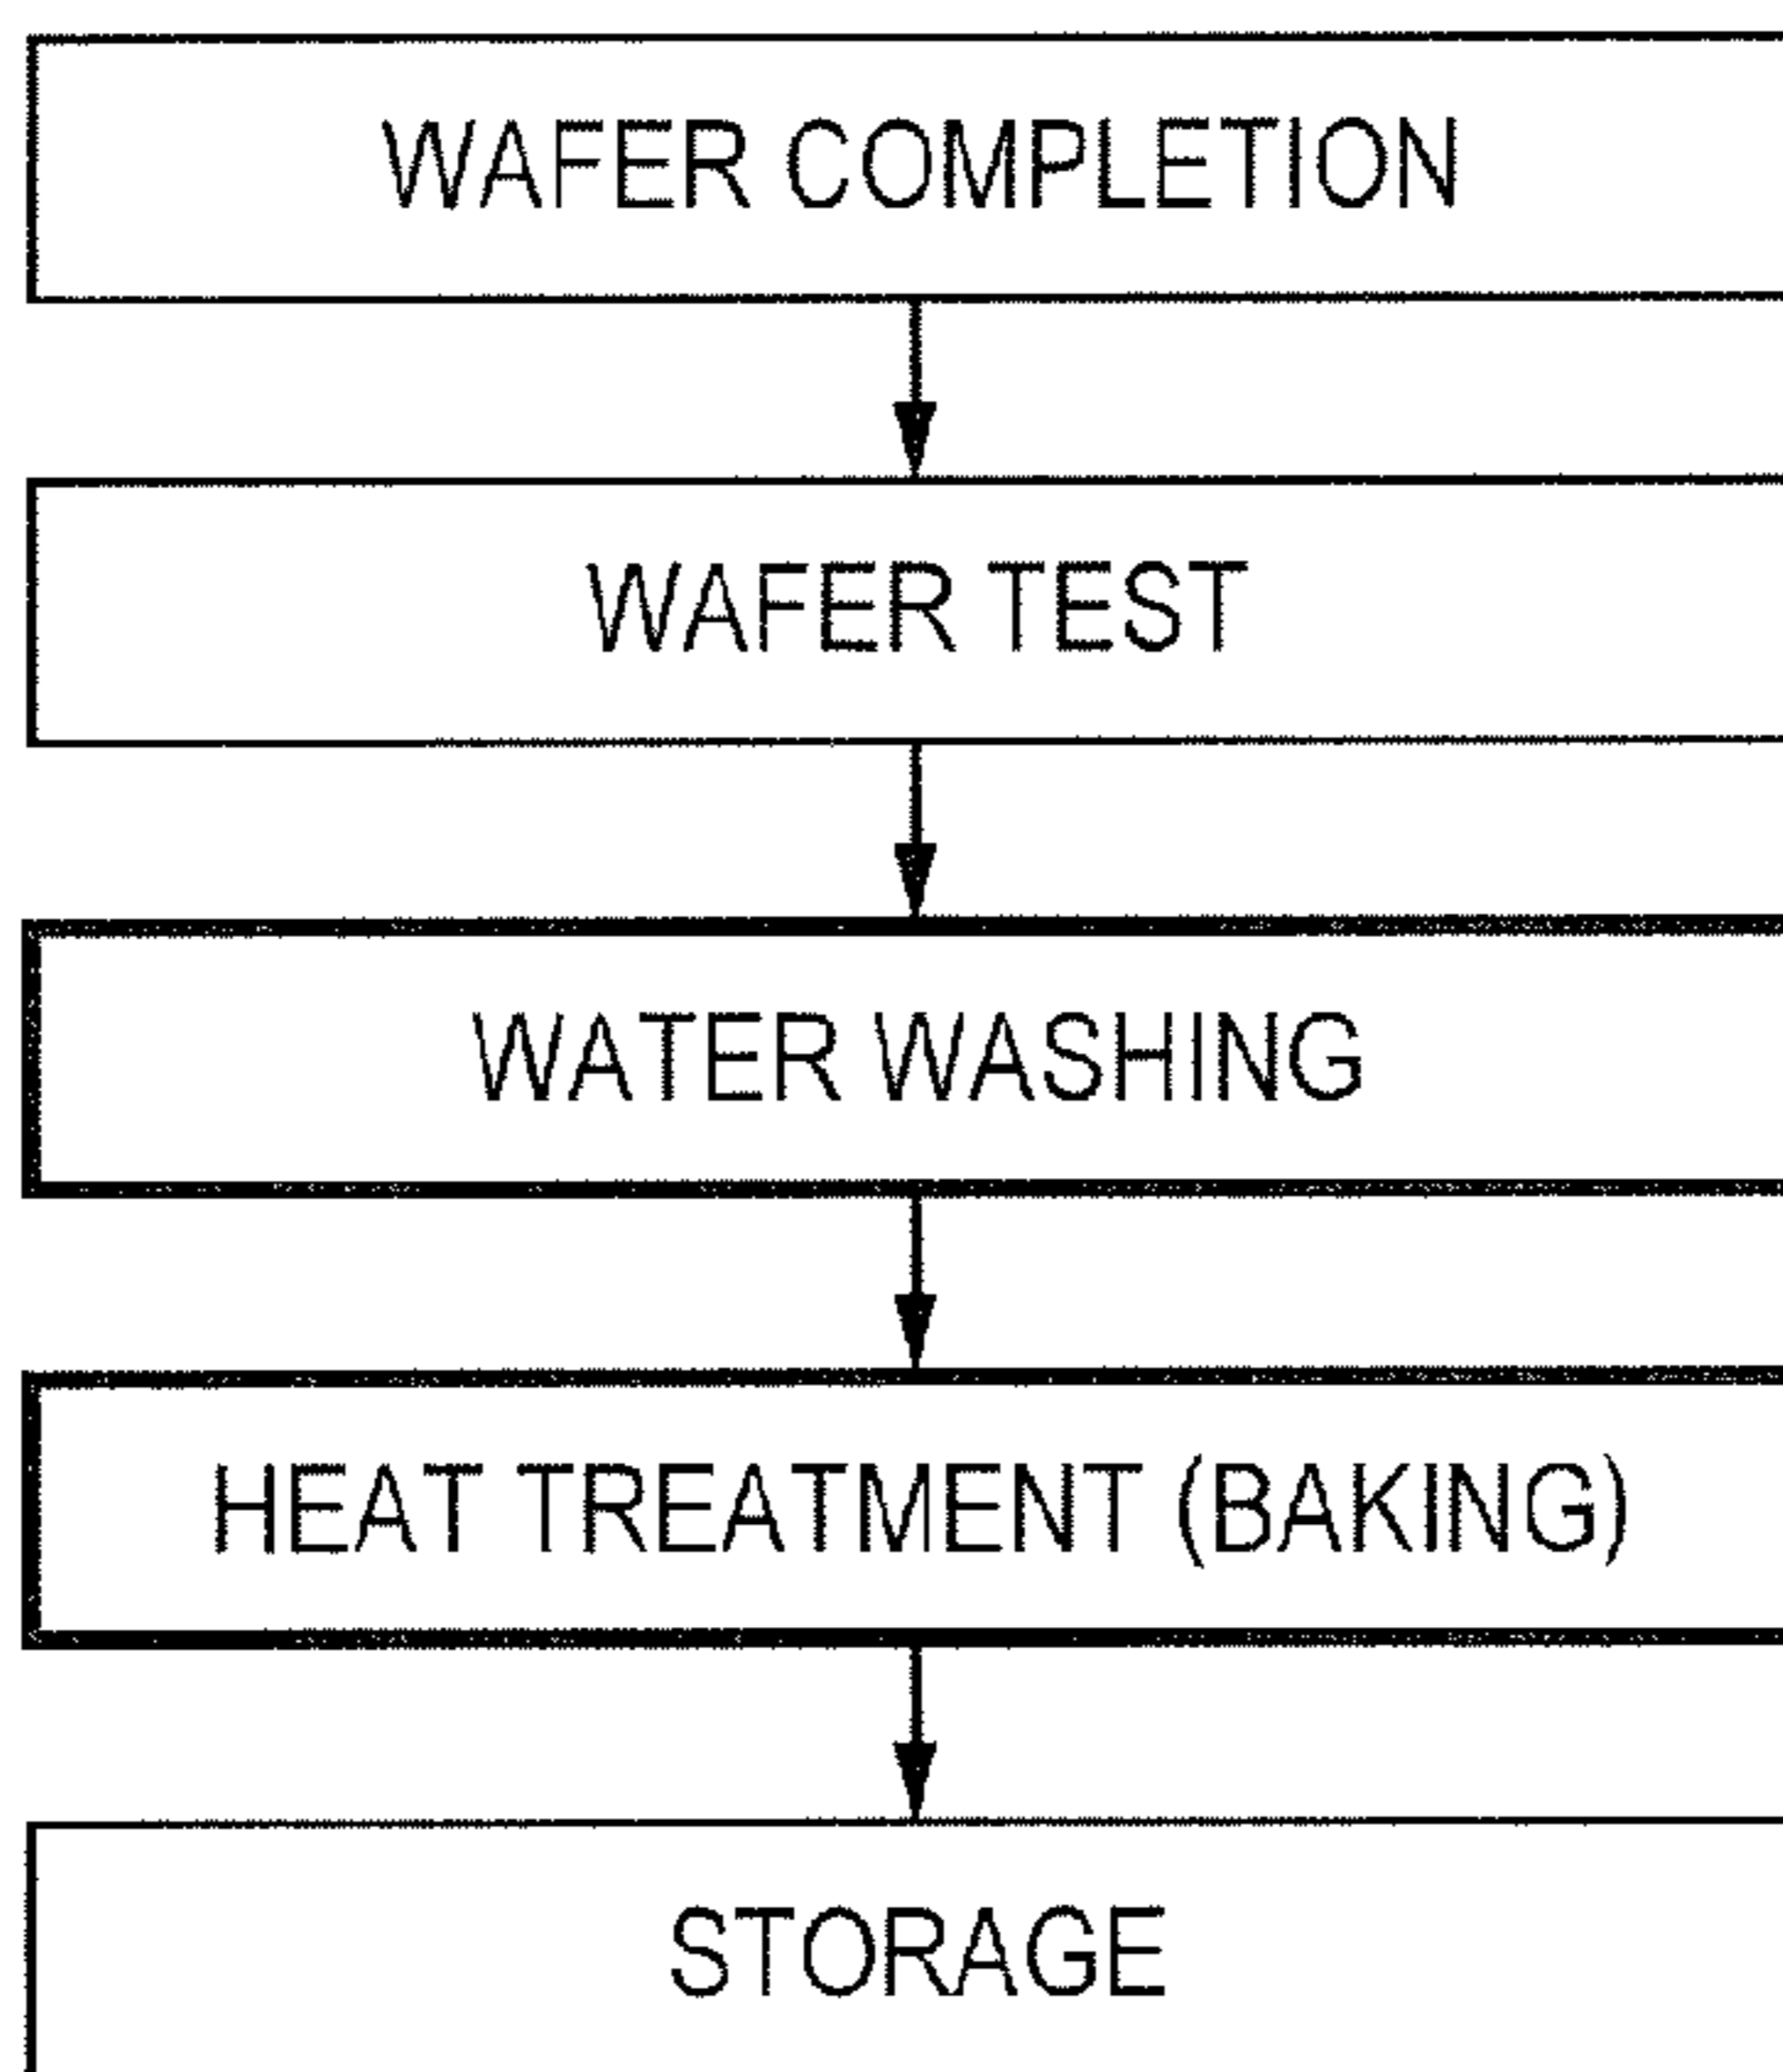 WAFER COMPLETION
WAFER TEST
WATER WASHING
HEAT TREATMENT (BAKING)
STORAGE